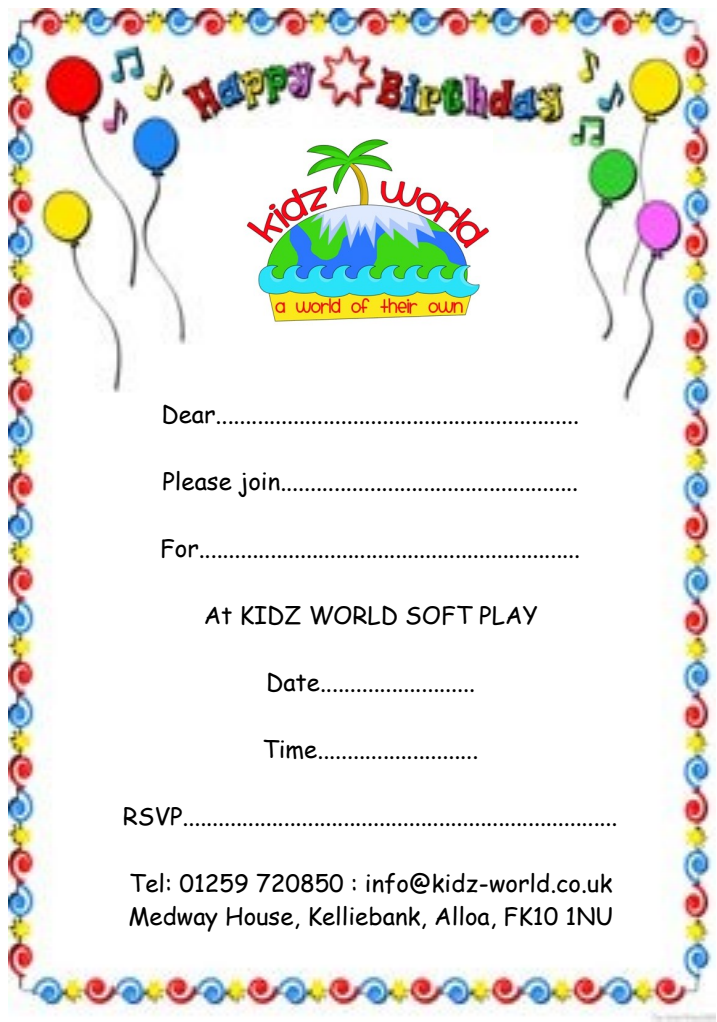 Happy Birthday
kidz world
a world of their own
Dear.............................................................
Please join..................................................
For................................................................
At KIDZ WORLD SOFT PLAY
Date..........................
Time...........................
RSVP.........................................................................
Tel: 01259 720850 : info@kidz-world.co.uk
Medway House, Kelliebank, Alloa, FK10 1NU